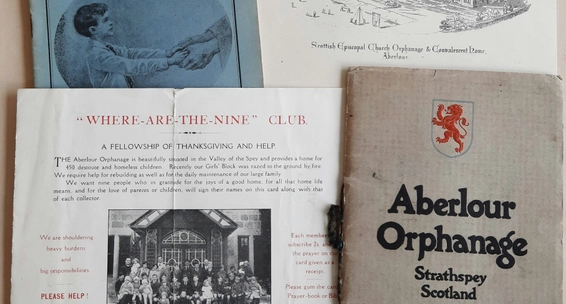 Scottish Episcopal Church Orphanage & Convalescent Home,
Aberlour
"WHERE-ARE-THE-NINE" CLUB.
A FELLOWSHIP OF THANKSGIVING AND HELP
THE Aberlour Orphanage is beautifully situated in the Valley of the Spey and provides a home for
450 destitute and homeless children. Recently our Girls' Block was razed to the ground by fire.
We require help for rebuilding as well as for the daily maintenance of our large family.
We want nine people who in gratitude for the joys of a good home, for all that home life
means, and for the love of parents or children, will sign their names on this card along with that
of each collector.
We are shouldering
heavy burdens
and
big responsibilities
PLEASE HELP!
Each memb
subscribe 2s
the prayer on
card given as
receipt.
Please give the card
Prayer-book or Bi
Aberlour
Orphanage
Strathspey
Scotland